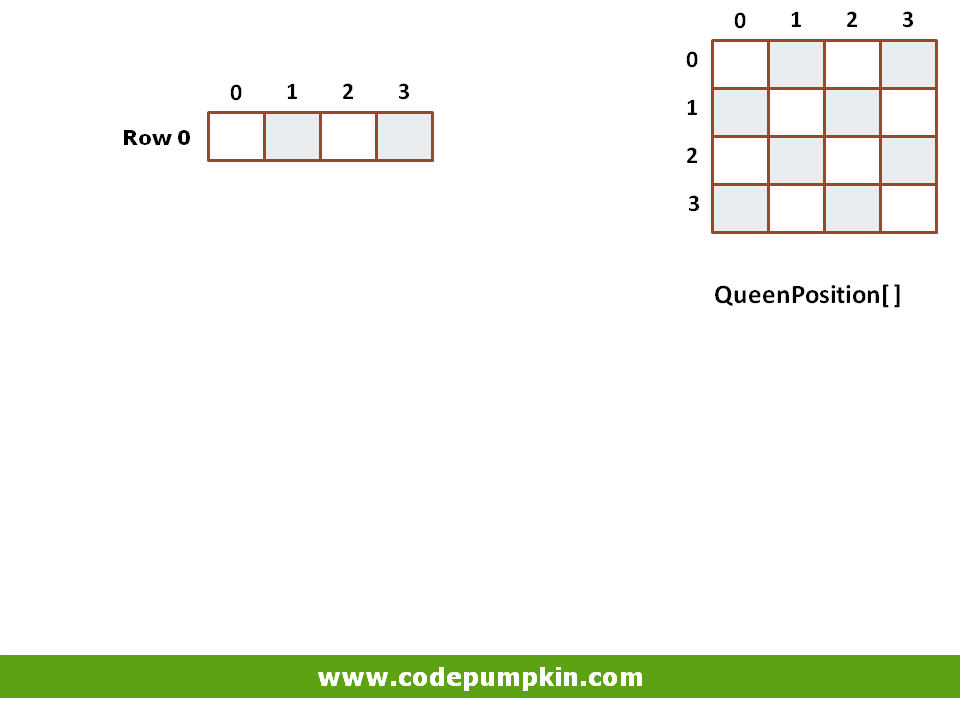 0 1 2 3
Row 0
0 1 2 3
0
1
2
3
QueenPosition[ ]
www.codepumpkin.com